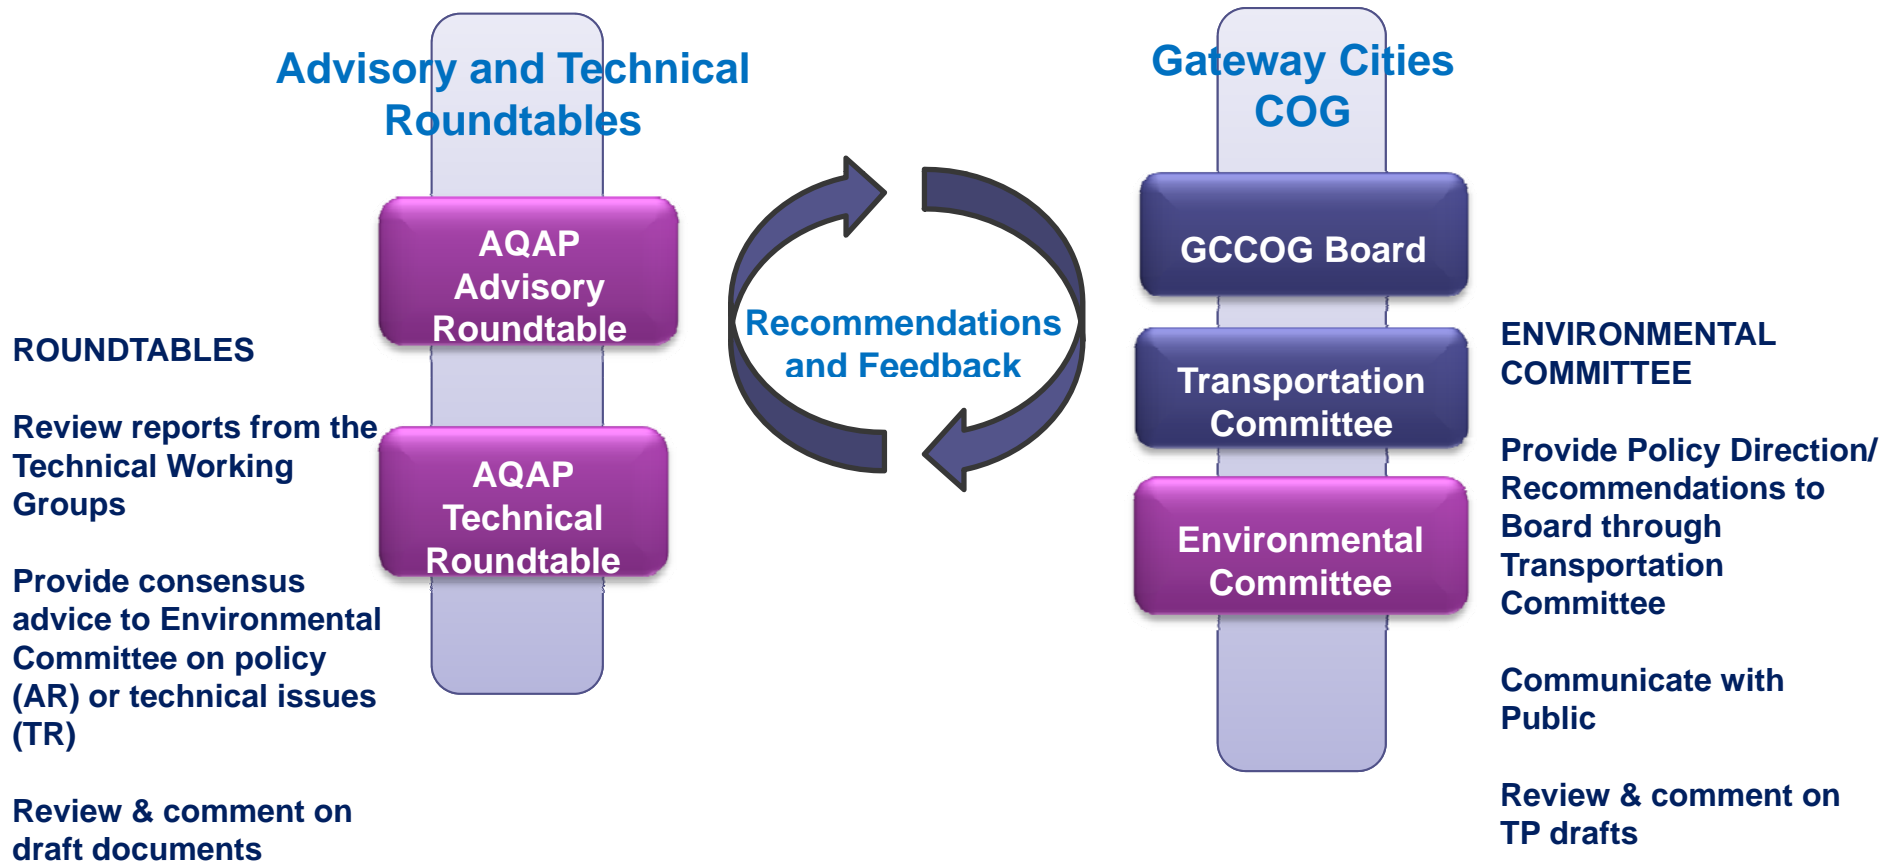 Advisory and Technical
Roundtables
AQAP
Advisory
Roundtable
AQAP
Technical
Roundtable
ROUNDTABLES
Review reports from the
Technical Working
Groups
Provide consensus
advice to Environmental
Committee on policy
(AR) or technical issues
(TR)
Review & comment on
draft documents
Recommendations
and Feedback
Gateway Cities
COG
GCCOG Board
Transportation
Committee
Environmental
Committee
ENVIRONMENTAL
COMMITTEE
Provide Policy Direction/
Recommendations to
Board through
Transportation
Committee
Communicate with
Public
Review & comment on
TP drafts